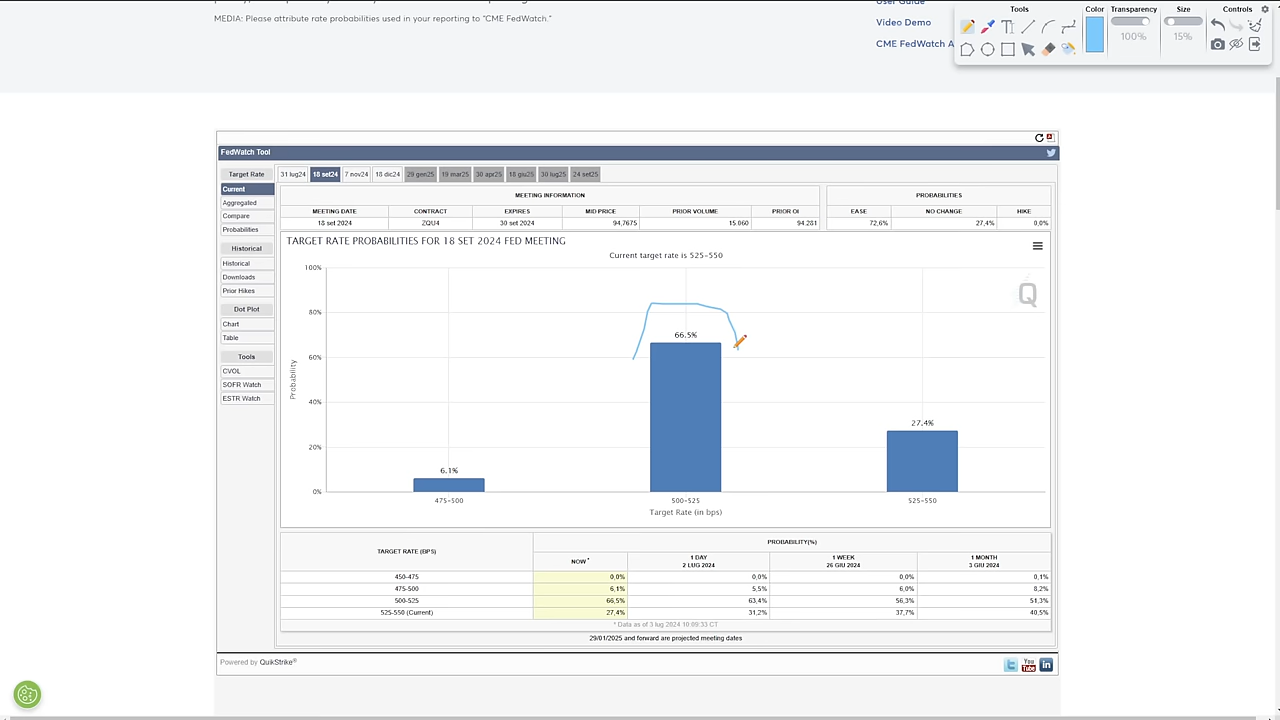 MEDIA: Please attribute rate probabilities used in your reporting to “CME FedWatch.”
User Guide
Video Demo
CME FedWatch A
Tools
Color
Transparency
100%
Size
15%
Controls
FedWatch Tool
Target Rate
Current
Aggregated
Compare
Probabilities
Historical
Historical
Downloads
Prior Hikes
Dot Plot
Chart
Table
Tools
CVOL
SOFR Watch
ESTR Watch
31 lug24 18 set24 7 nov24 18 dic24 29 gen25 19 mar25 30 apr25 18 giu25 30 lug25 24 set25
MEETING INFORMATION
MEETING DATE CONTRACT EXPIRES MID PRICE PRIOR VOLUME PRIOR OI
18 set 2024 ZQU4 30 set 2024 94,7675 15.060 94.281
PROBABILITIES
EASE NO CHANGE HIKE
72,6% 27,4% 0,0%
TARGET RATE PROBABILITIES FOR 18 SET 2024 FED MEETING
Current target rate is 525-550
Q
Probability
100%
80%
60%
40%
20%
0%
6.1%
66.5%
27.4%
475-500
500-525
525-550
Target Rate (in bps)
TARGET RATE (BPS) PROBABILITY(%)
NOW * 1 DAY 2 LUG 2024 1 WEEK 26 GIU 2024 1 MONTH 3 GIU 2024
450-475 0,0% 0,0% 0,0% 0,1%
475-500 6,1% 5,5% 6,0% 8,2%
500-525 66,5% 63,4% 56,3% 51,3%
525-550 (Current) 27,4% 31,2% 37,7% 40,5%
* Data as of 3 lug 2024 10:09:33 CT
29/01/2025 and forward are projected meeting dates
Powered by QuikStrike®
You Tube
in